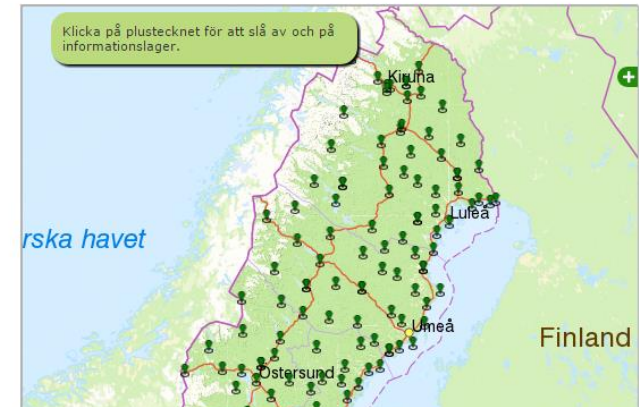 Klicka på plustecknet för att slå av och på
informationslager.
Kiruna
Luleå
rska havet
Umeå
Finland
Östersund